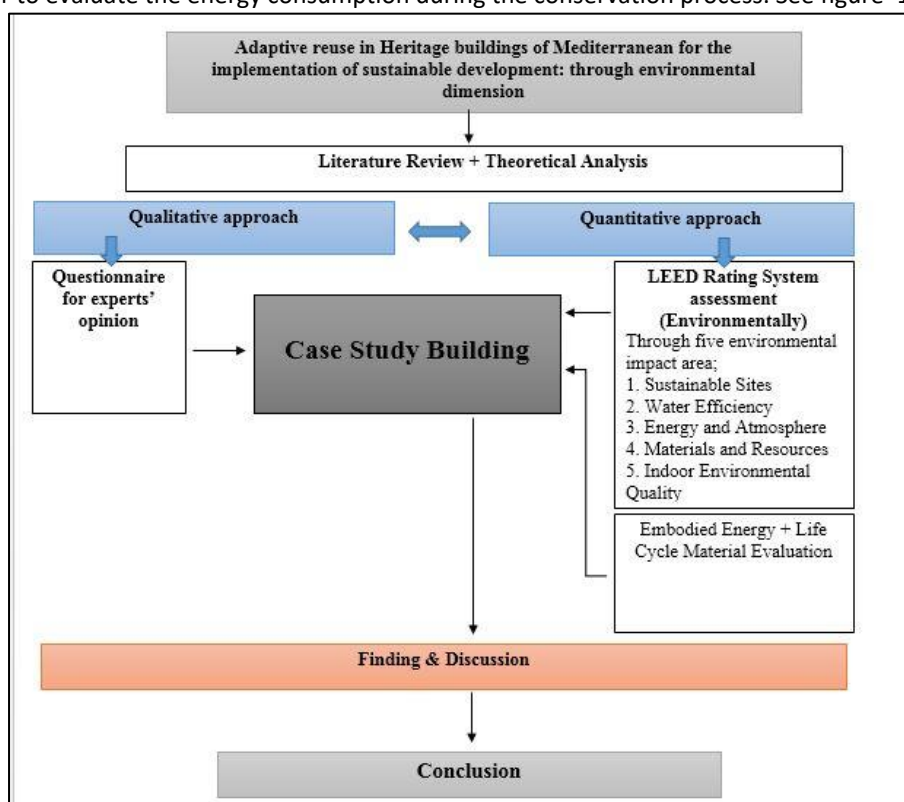 r to evaluate the energy consumption during the conservation process. See figure 1
Adaptive reuse in Heritage buildings of Mediterranean for the
implementation of sustainable development: through environmental
dimension
Literature Review + Theoretical Analysis
Qualitative approach
Quantitative approach
Questionnaire
for experts’
opinion
Case Study Building
LEED Rating System
assessment
(Environmentally)
Through five environmental
impact area;
1. Sustainable Sites
2. Water Efficiency
3. Energy and Atmosphere
4. Materials and Resources
5. Indoor Environmental
Quality
Embodied Energy + Life
Cycle Material Evaluation
Finding & Discussion
Conclusion